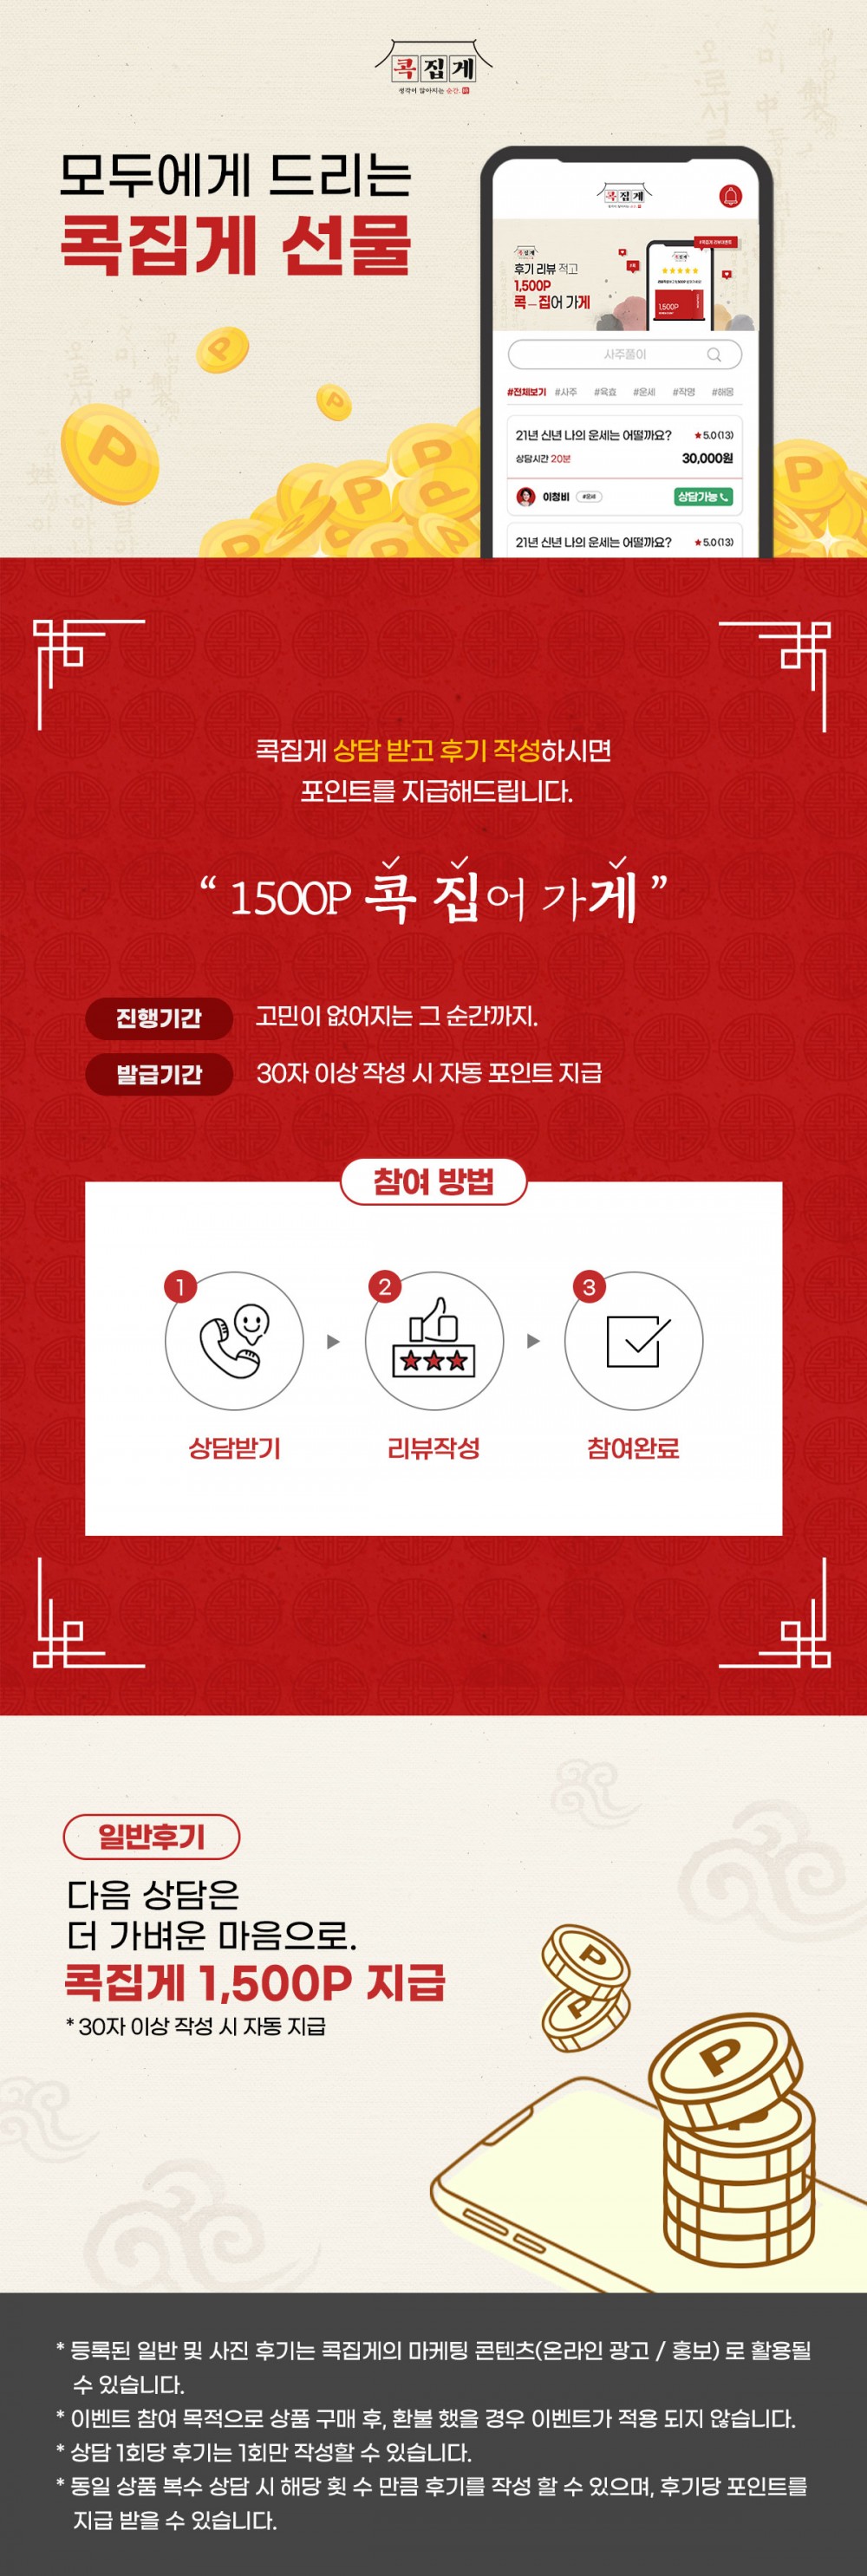 콕집게
생각이 많아지는 순간.
모두에게 드리는
콕집게 선물
콕집게
후기 리뷰 적고
1,500P
콕 – 집어 가게
콕집게
1,500P
사주풀이
#전체보기 #사주 #육효 #운세 #작명 #해몽
21년 신년 나의 운세는 어떨까요? ★5.0(13)
상담시간 20분 30,000원
이청비 #운세 상담가능
21년 신년 나의 운세는 어떨까요? ★5.0(13)
콕집게 상담 받고 후기 작성하시면
포인트를 지급해드립니다.
“ 1500P 콕 집어 가게 ”
진행기간 고민이 없어지는 그 순간까지.
발급기간 30자 이상 작성 시 자동 포인트 지급
참여 방법
1 2 3
상담받기 리뷰작성 참여완료
일반후기
다음 상담은
더 가벼운 마음으로.
콕집게 1,500P 지급
* 30자 이상 작성 시 자동 지급
* 등록된 일반 및 사진 후기는 콕집게의 마케팅 콘텐츠(온라인 광고 / 홍보) 로 활용될
수 있습니다.
* 이벤트 참여 목적으로 상품 구매 후, 환불 했을 경우 이벤트가 적용 되지 않습니다.
* 상담 1회당 후기는 1회만 작성할 수 있습니다.
* 동일 상품 복수 상담 시 해당 횟 수 만큼 후기를 작성 할 수 있으며, 후기당 포인트를
지급 받을 수 있습니다.